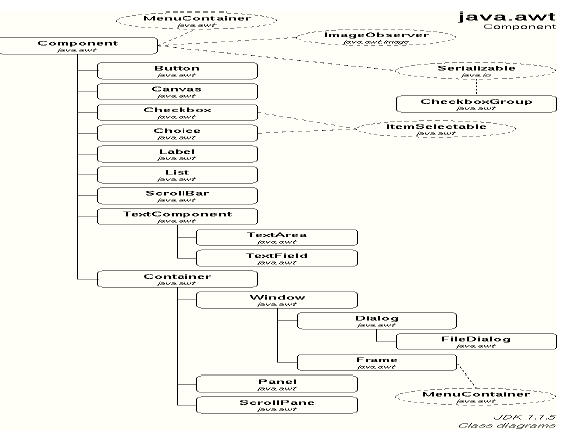 MenuContainer
java.awt
java.awt
Component
ImageObserver
java.awt.image
Component
java.awt
Serializable
java.io
Button
java.awt
Canvas
java.awt
CheckboxGroup
java.awt
Checkbox
java.awt
Choice
java.awt
ItemSelectable
java.awt
Label
java.awt
List
java.awt
ScrollBar
java.awt
TextComponent
java.awt
TextArea
java.awt
TextField
java.awt
Container
java.awt
Window
java.awt
Dialog
java.awt
FileDialog
java.awt
Frame
java.awt
Panel
java.awt
MenuContainer
java.awt
ScrollPane
java.awt
JDK 1.1.5
Class diagrams